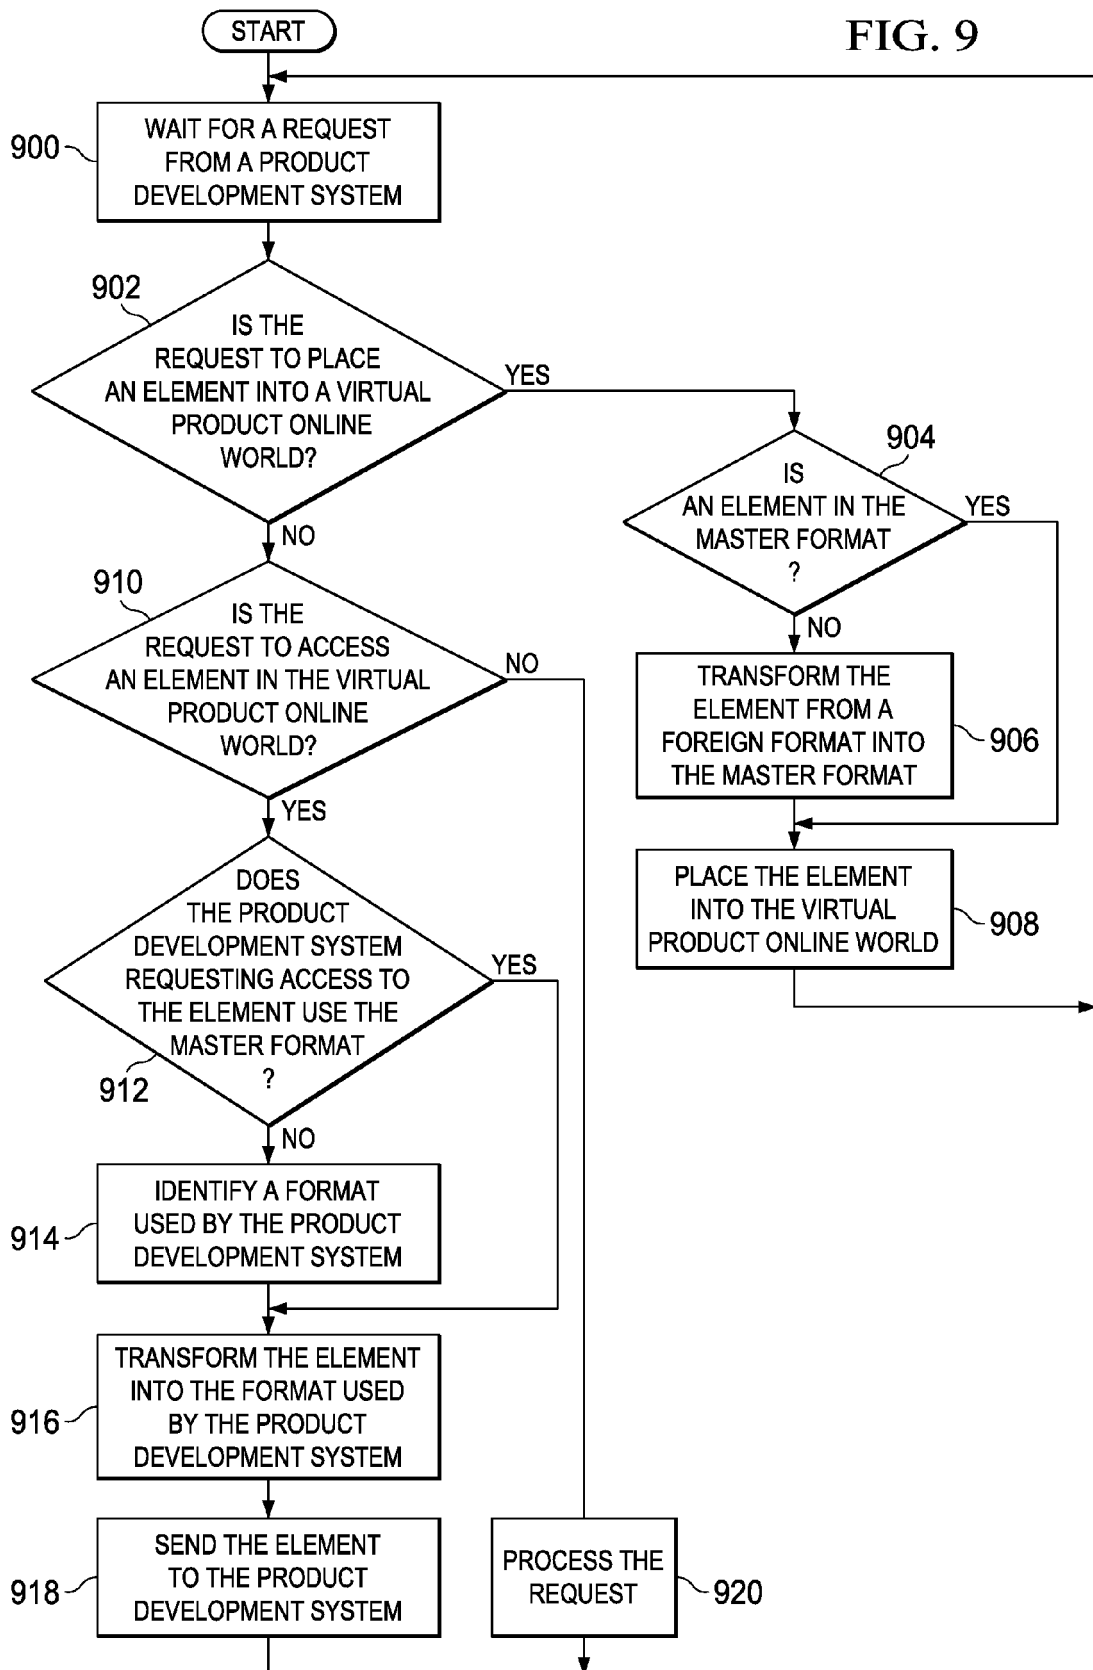 START
FIG. 9
900
WAIT FOR A REQUEST
FROM A PRODUCT
DEVELOPMENT SYSTEM
902
IS THE
REQUEST TO PLACE
AN ELEMENT INTO A VIRTUAL
PRODUCT ONLINE
WORLD?
YES
NO
904
IS
AN ELEMENT IN THE
MASTER FORMAT
?
YES
NO
TRANSFORM THE
ELEMENT FROM A
FOREIGN FORMAT INTO
THE MASTER FORMAT
906
PLACE THE ELEMENT
INTO THE VIRTUAL
PRODUCT ONLINE WORLD
908
910
IS THE
REQUEST TO ACCESS
AN ELEMENT IN THE VIRTUAL
PRODUCT ONLINE
WORLD?
NO
YES
DOES
THE PRODUCT
DEVELOPMENT SYSTEM
REQUESTING ACCESS TO
THE ELEMENT USE THE
MASTER FORMAT
?
912
YES
NO
914
IDENTIFY A FORMAT
USED BY THE PRODUCT
DEVELOPMENT SYSTEM
916
TRANSFORM THE ELEMENT
INTO THE FORMAT USED
BY THE PRODUCT
DEVELOPMENT SYSTEM
918
SEND THE ELEMENT
TO THE PRODUCT
DEVELOPMENT SYSTEM
PROCESS THE
REQUEST
920